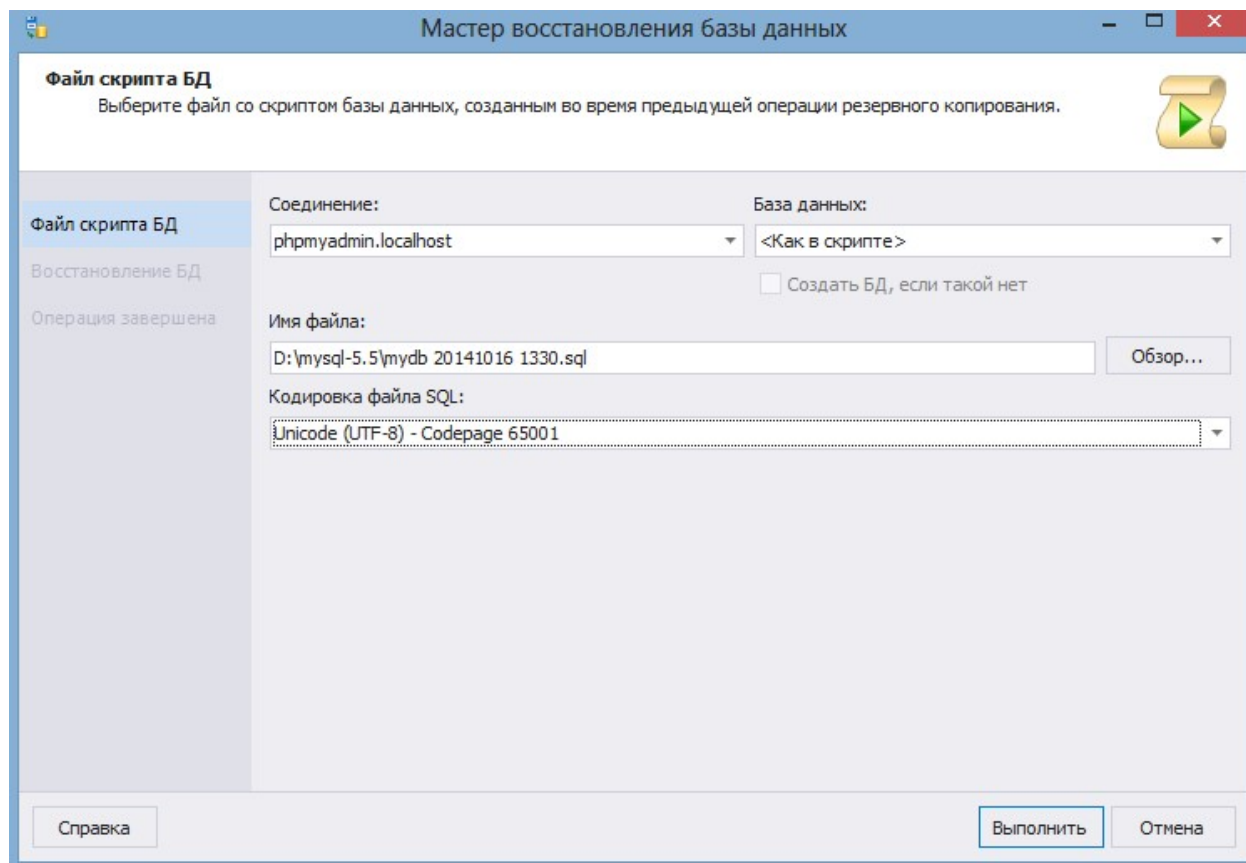 Мастер восстановления базы данных
Файл скрипта БД
Выберите файл со скриптом базы данных, созданным во время предыдущей операции резервного копирования.
Файл скрипта БД
Восстановление БД
Операция завершена
Соединение:
phpmyadmin.localhost
База данных:
<Как в скрипте>
Создать БД, если такой нет
Имя файла:
D:\mysql-5.5\mydb 20141016 1330.sql
Обзор...
Кодировка файла SQL:
Unicode (UTF-8) - Codepage 65001
Справка
Выполнить
Отмена